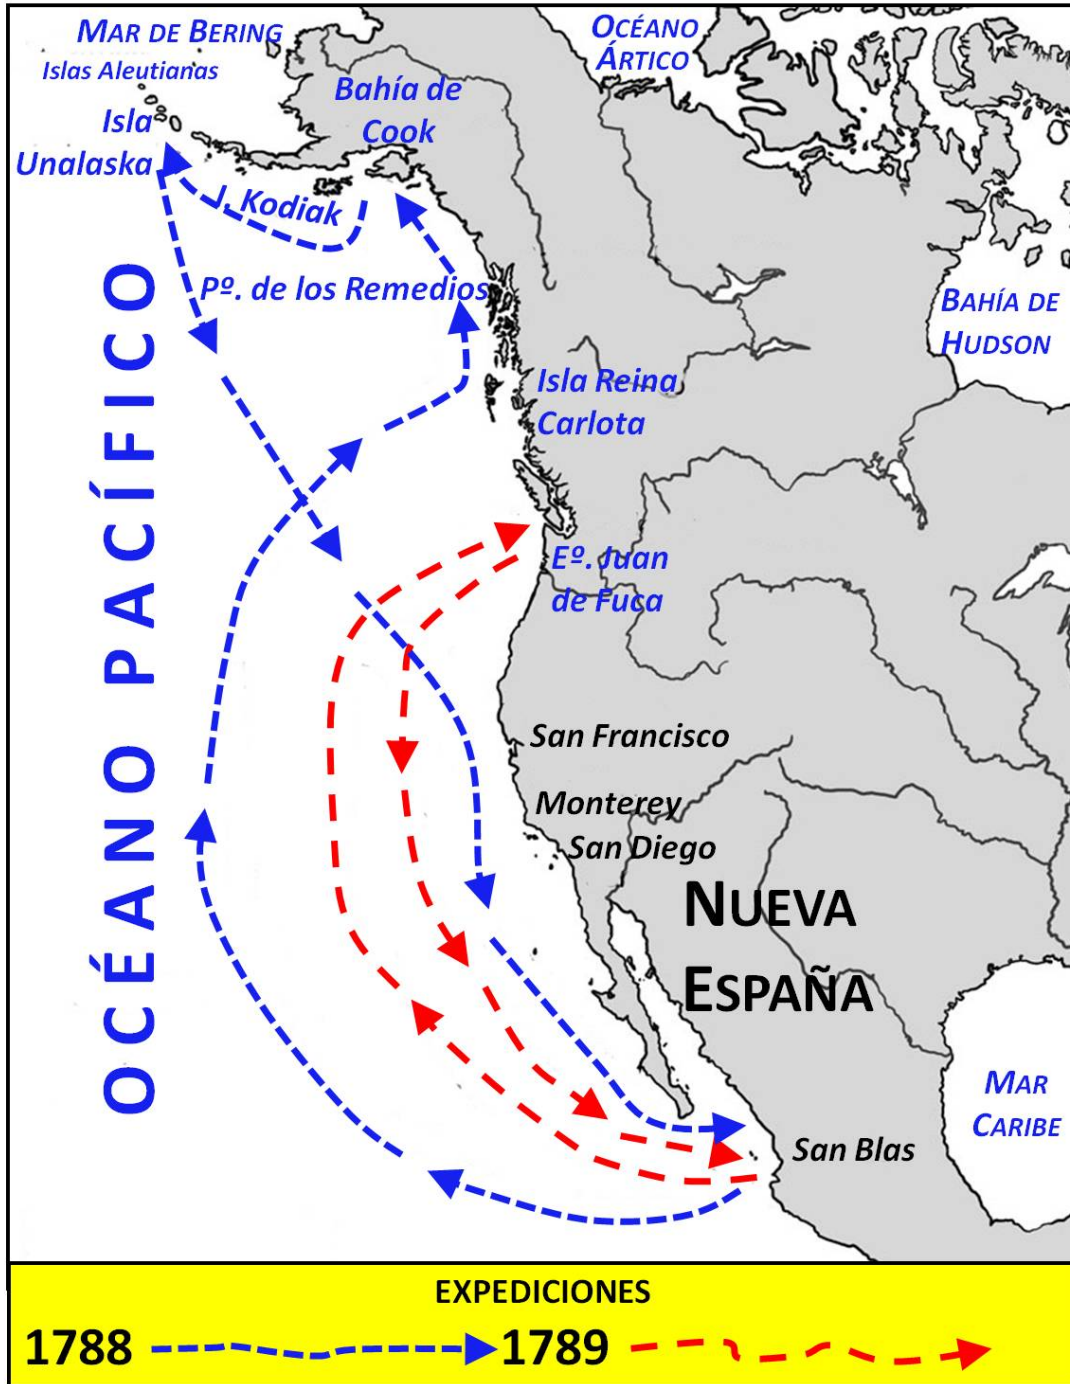 MAR DE BERING
Islas Aleutianas
OCÉANO
ÁRTICO
Bahía de
Cook
Isla
Unalaska
I. Kodiak
Pº. de los Remedios
BAHÍA DE
HUDSON
Isla Reina
Carlota
OCÉANO PACÍFICO
Eº. Juan
de Fuca
San Francisco
Monterey
San Diego
NUEVA
ESPAÑA
MAR
CARIBE
San Blas
EXPEDICIONES
1788 1789